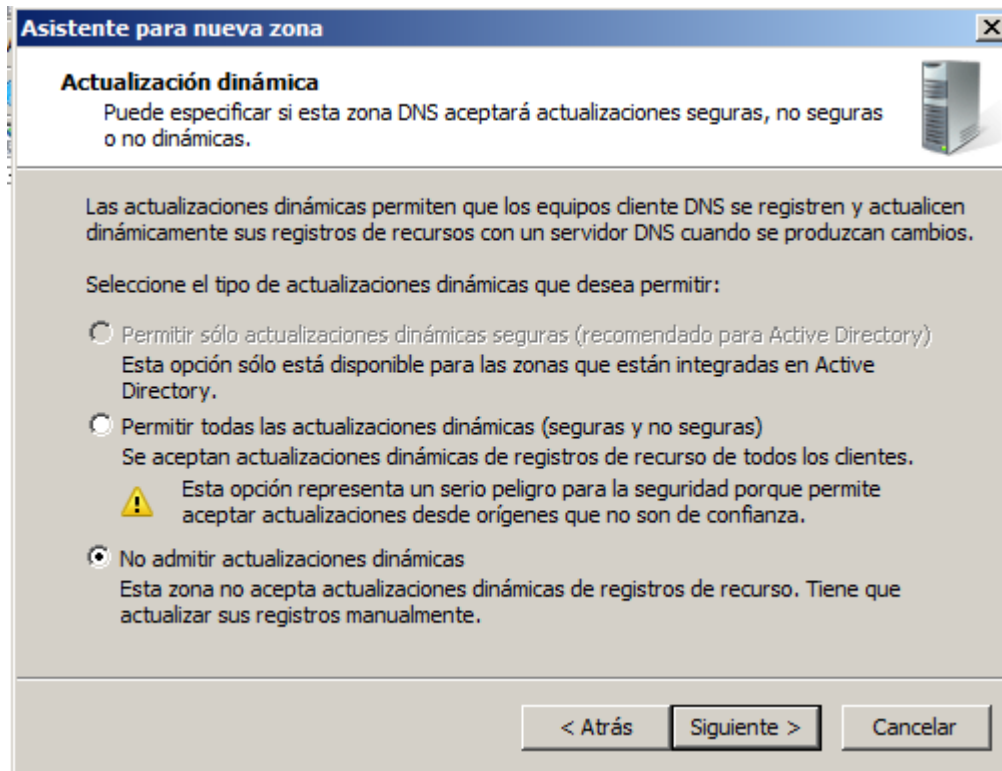 Asistente para nueva zona
Actualización dinámica
Puede especificar si esta zona DNS aceptará actualizaciones seguras, no seguras
o no dinámicas.
Las actualizaciones dinámicas permiten que los equipos cliente DNS se registren y actualicen
dinámicamente sus registros de recursos con un servidor DNS cuando se produzcan cambios.
Seleccione el tipo de actualizaciones dinámicas que desea permitir:
Permitir sólo actualizaciones dinámicas seguras (recomendado para Active Directory)
Esta opción sólo está disponible para las zonas que están integradas en Active
Directory.
Permitir todas las actualizaciones dinámicas (seguras y no seguras)
Se aceptan actualizaciones dinámicas de registros de recurso de todos los clientes.
Esta opción representa un serio peligro para la seguridad porque permite
aceptar actualizaciones desde orígenes que no son de confianza.
No admitir actualizaciones dinámicas
Esta zona no acepta actualizaciones dinámicas de registros de recurso. Tiene que
actualizar sus registros manualmente.
< Atrás Siguiente > Cancelar